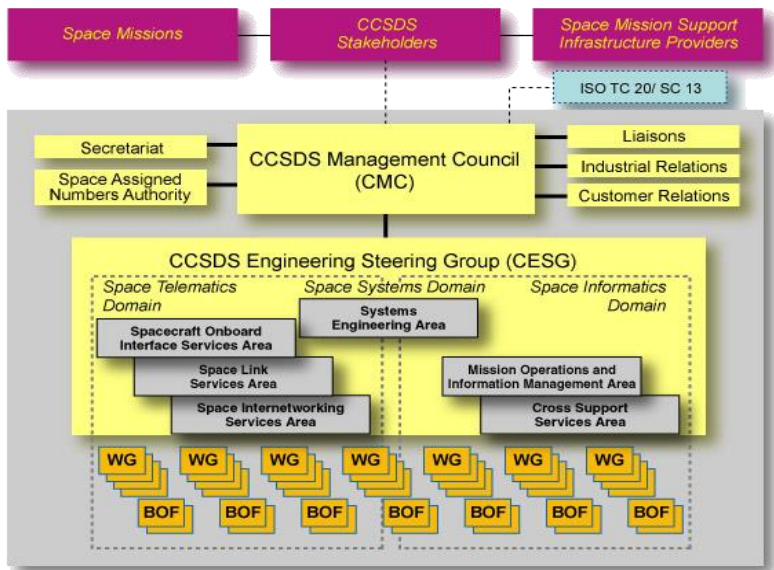 Space Missions
CCSDS
Stakeholders
Space Mission Support
Infrastructure Providers
ISO TC 20/ SC 13
Secretariat
Space Assigned
Numbers Authority
CCSDS Management Council
(CMC)
Liaisons
Industrial Relations
Customer Relations
CCSDS Engineering Steering Group (CESG)
Space Telematics
Domain
Space Systems Domain
Space Informatics
Domain
Systems
Engineering Area
Spacecraft Onboard
Interface Services Area
Space Link
Services Area
Space Internetworking
Services Area
Mission Operations and
Information Management Area
Cross Support
Services Area
WG
WG
WG
WG
WG
WG
WG
BOF
BOF
BOF
BOF
BOF
BOF
BOF